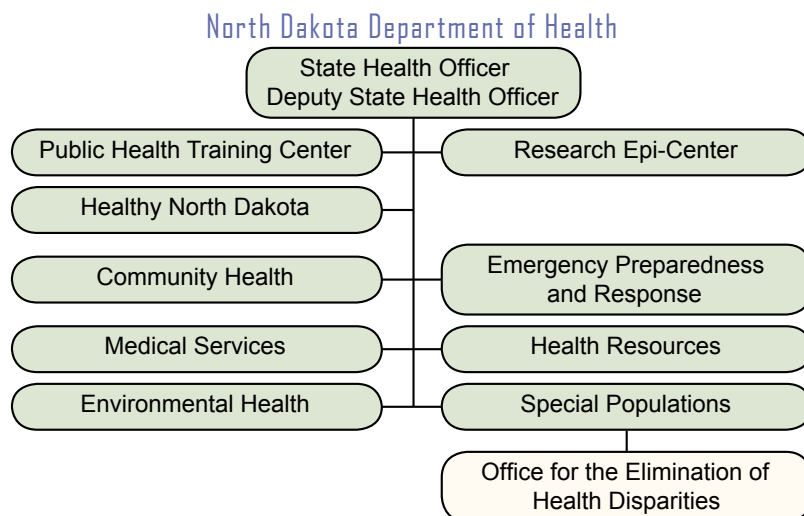 North Dakota Department of Health
State Health Officer
Deputy State Health Officer
Public Health Training Center
Research Epi-Center
Healthy North Dakota
Community Health
Emergency Preparedness
and Response
Medical Services
Health Resources
Environmental Health
Special Populations
Office for the Elimination of
Health Disparities